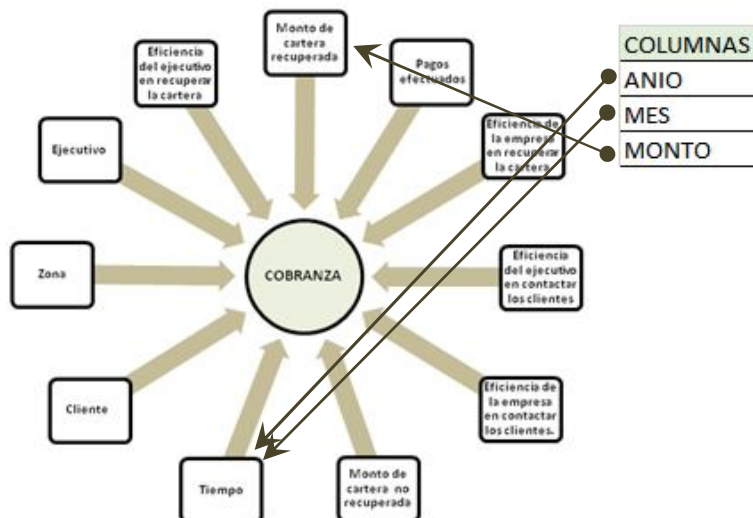 Monto de
cartera
recuperada
Eficiencia
del ejecutivo
en recuperar
la cartera
Pagos
efectuados
Ejecutivo
Eficiencia de
la empresa
en recuperar
la cartera
Zona
COBRANZA
Eficiencia
del ejecutivo
en contactar
los clientes
Cliente
Eficiencia de
la empresa
en contactar
los clientes.
Tiempo
Monto de
cartera no
recuperada
COLUMNAS
ANIO
MES
MONTO